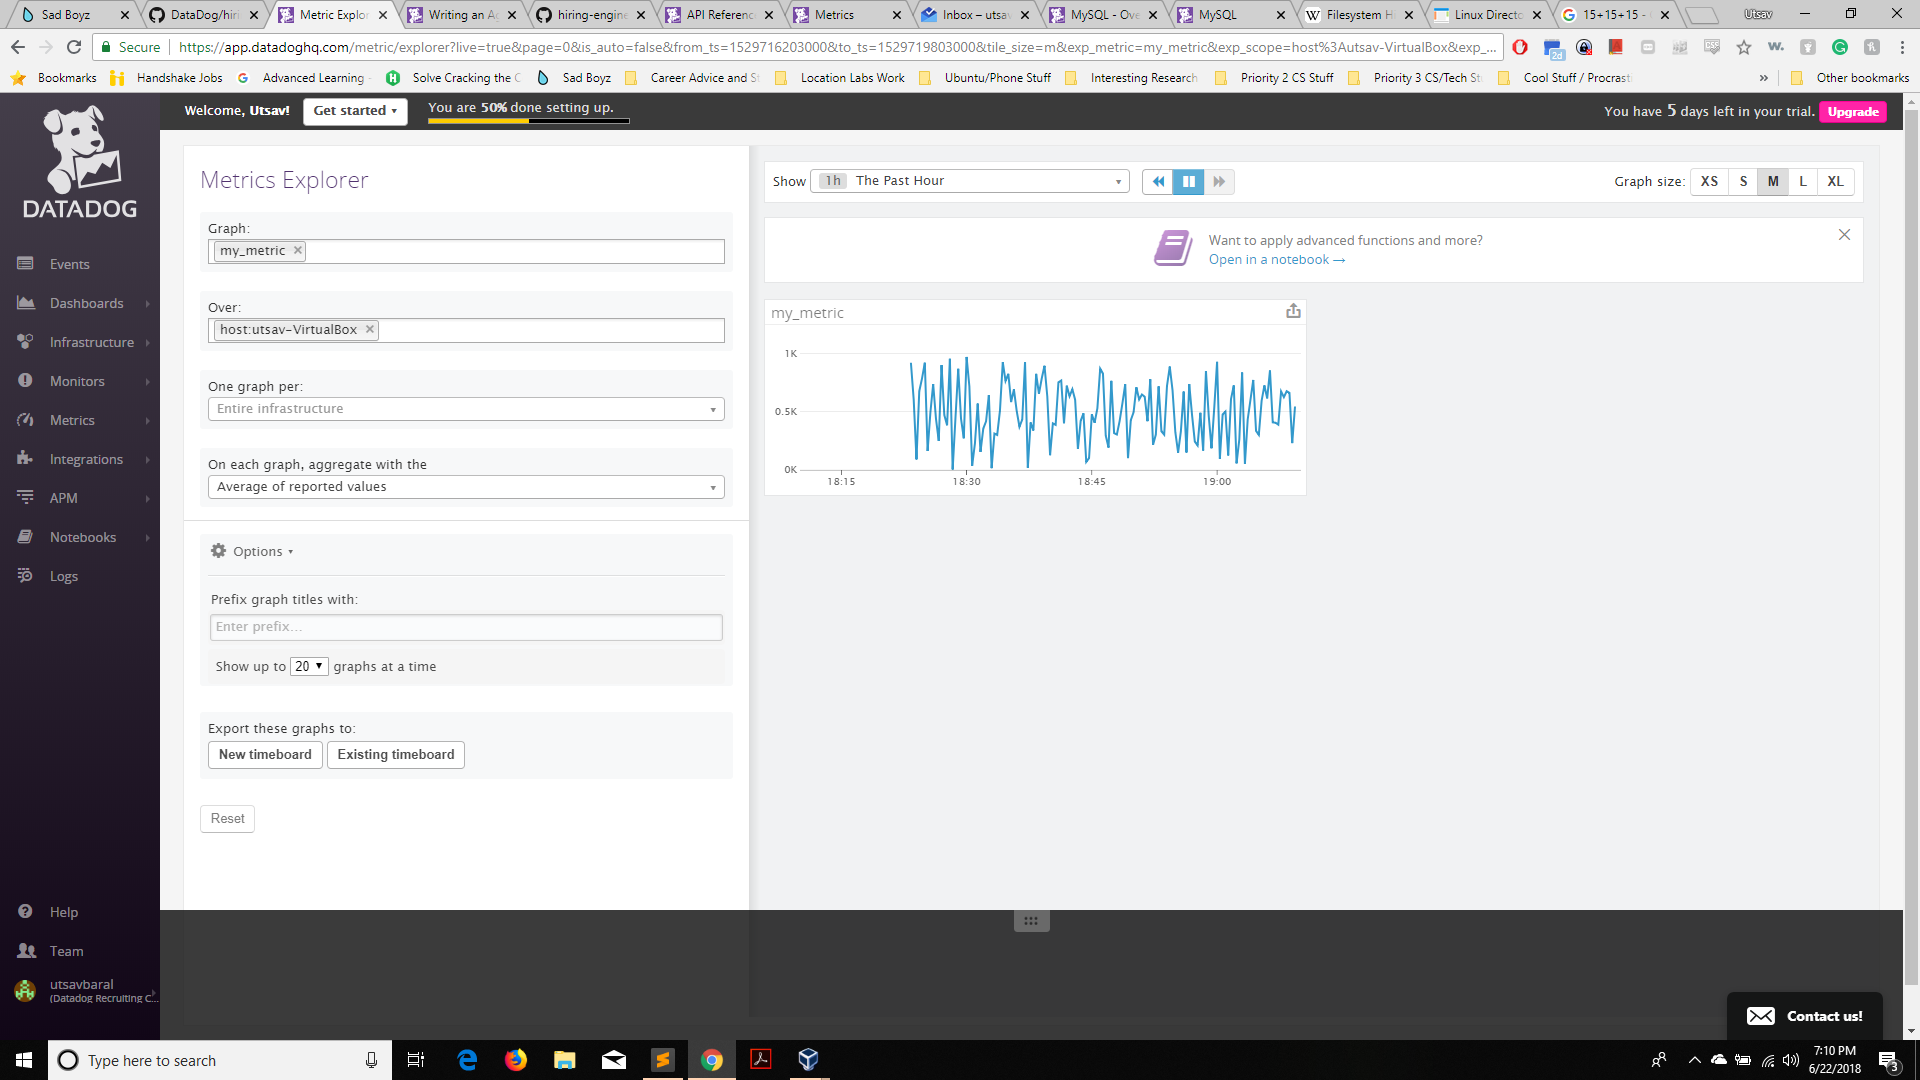 Sad Boyz
DataDog/hiri
Metric Explor
Writing an Ag
hiring-engine
API Referenc
Metrics
Inbox – utsa
MySQL - Ove
MySQL
Filesystem Hi
Linux Directo
15+15+15 -
Utsav
Secure
https://app.datadoghq.com/metric/explorer?live=true&page=0&is_auto=false&from_ts=1529716203000&to_ts=1529719803000&tile_size=m&exp_metric=my_metric&exp_scope=host%3Autsav-VirtualBox&exp_...
2d
Bookmarks
Handshake Jobs
Advanced Learning
Solve Cracking the C
Sad Boyz
Career Advice and St
Location Labs Work
Ubuntu/Phone Stuff
Interesting Research
Priority 2 CS Stuff
Priority 3 CS/Tech St
Cool Stuff / Procrast
»
Other bookmarks
DATADOG
Welcome, Utsav!
Get started
You are 50% done setting up.
You have 5 days left in your trial.
Upgrade
Events
Dashboards
Infrastructure
Monitors
Metrics
Integrations
APM
Notebooks
Logs
Help
Team
utsavbaral
(Datadog Recruiting C...
Metrics Explorer
Graph:
my_metric
Over:
host:utsav-VirtualBox
One graph per:
Entire infrastructure
On each graph, aggregate with the
Average of reported values
Options
Prefix graph titles with:
Enter prefix...
Show up to 20 graphs at a time
Export these graphs to:
New timeboard
Existing timeboard
Reset
Show
1h The Past Hour
Graph size:
XS
S
M
L
XL
Want to apply advanced functions and more?
Open in a notebook →
my_metric
1K
0.5K
0K
18:15
18:30
18:45
19:00
Contact us!
Type here to search
7:10 PM
6/22/2018
3